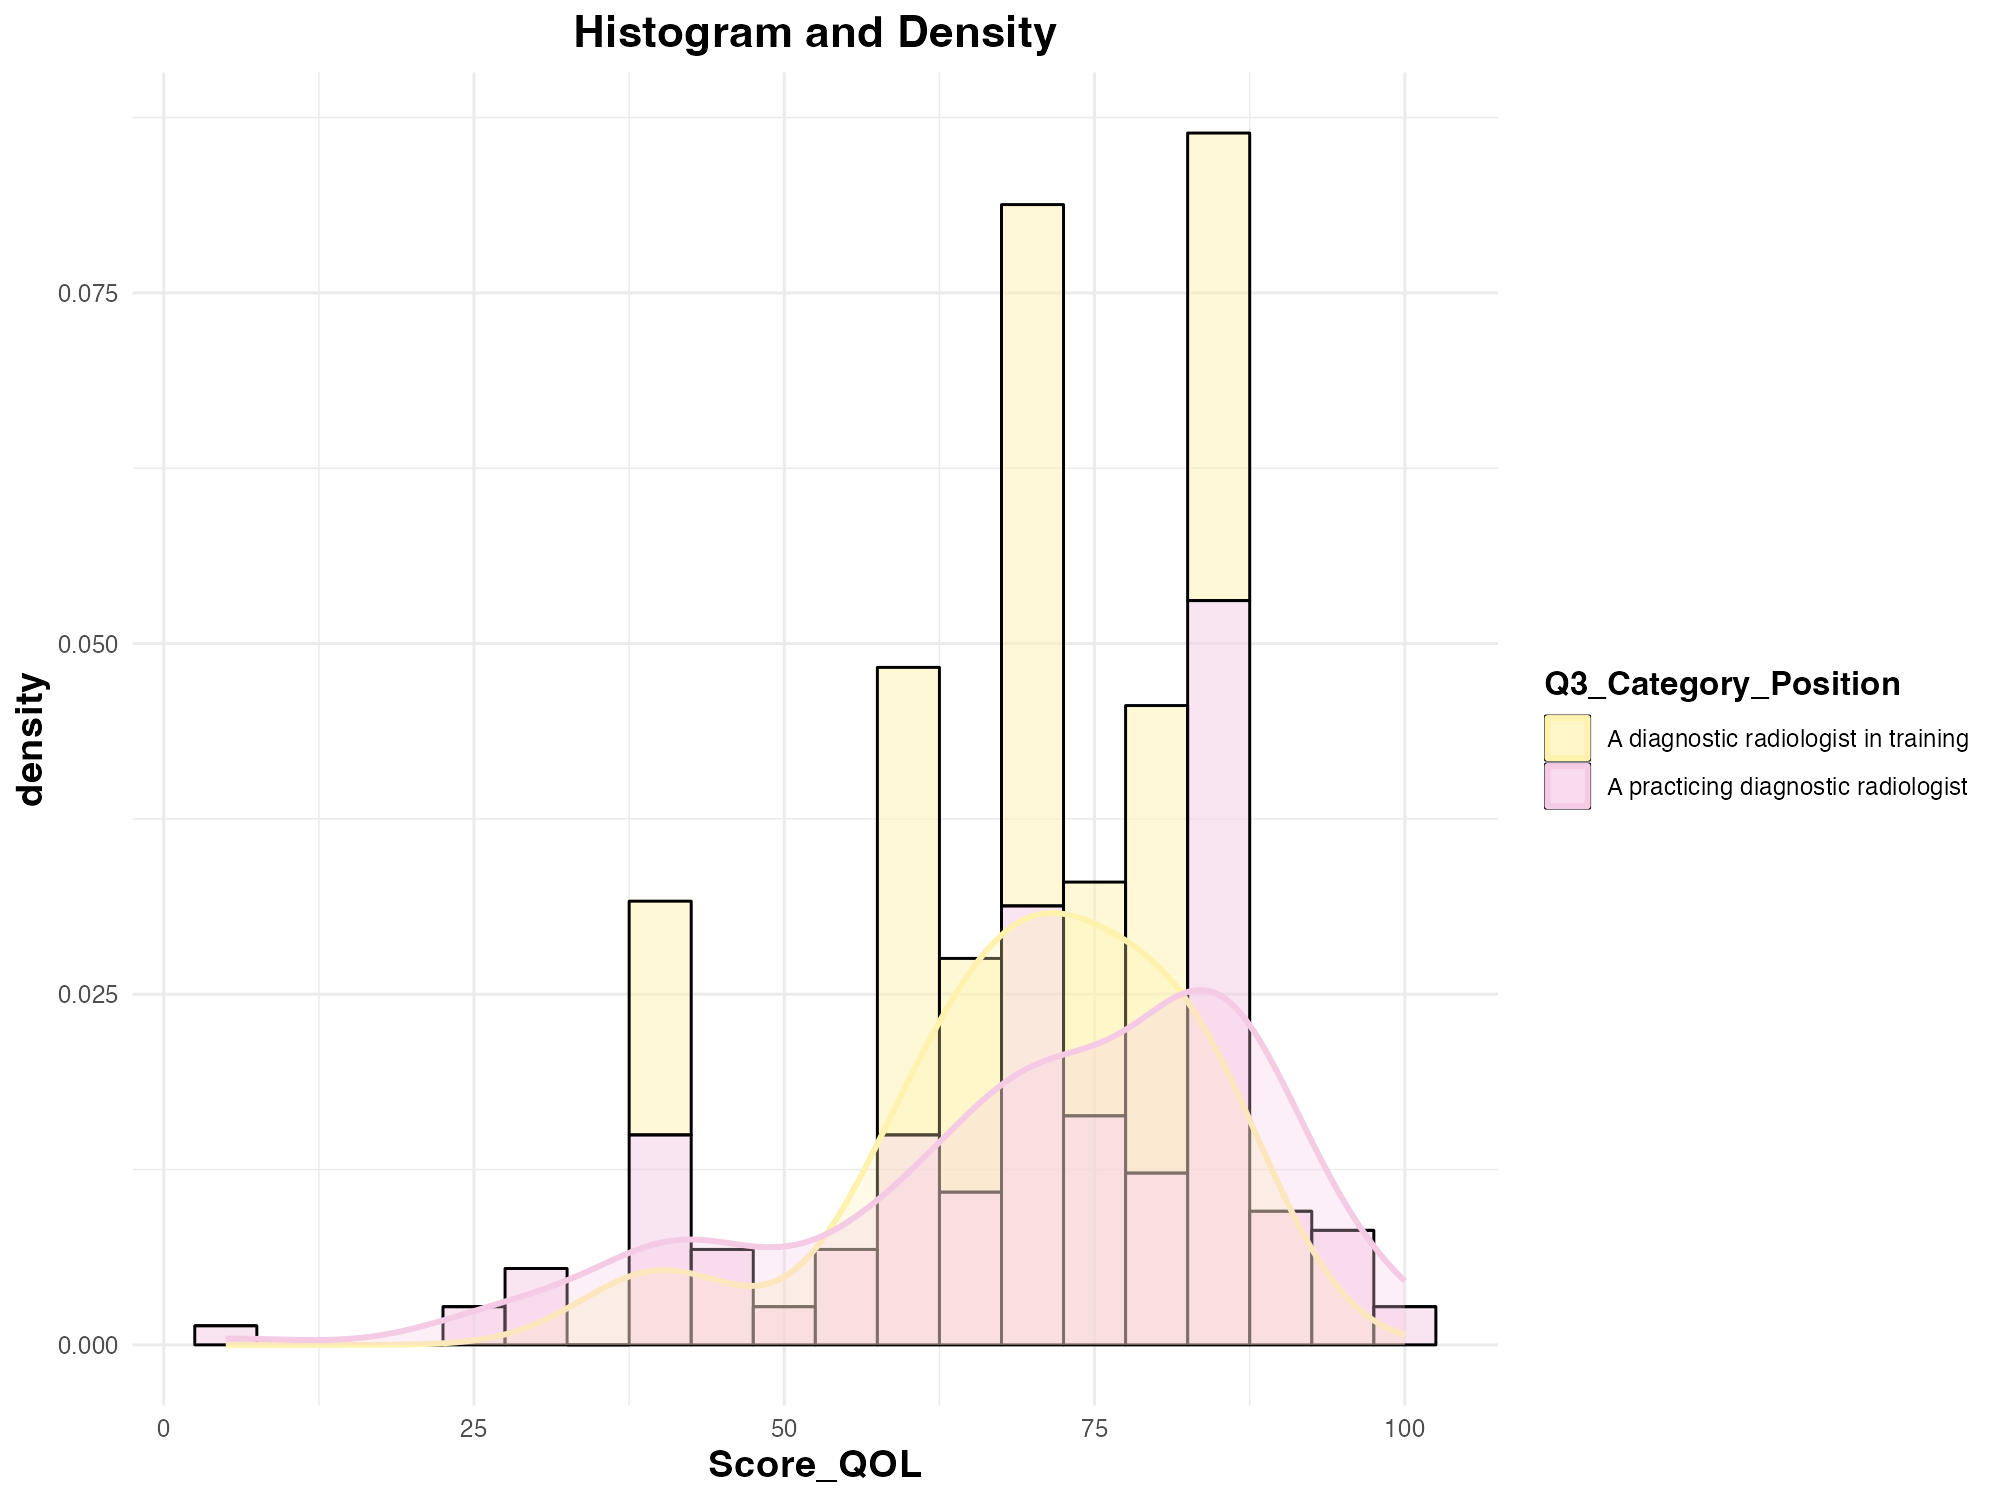 Histogram and Density
0.075
0.050
0.025
0.000
density
0
25
50
75
100
Score_QOL
Q3_Category_Position
A diagnostic radiologist in training
A practicing diagnostic radiologist